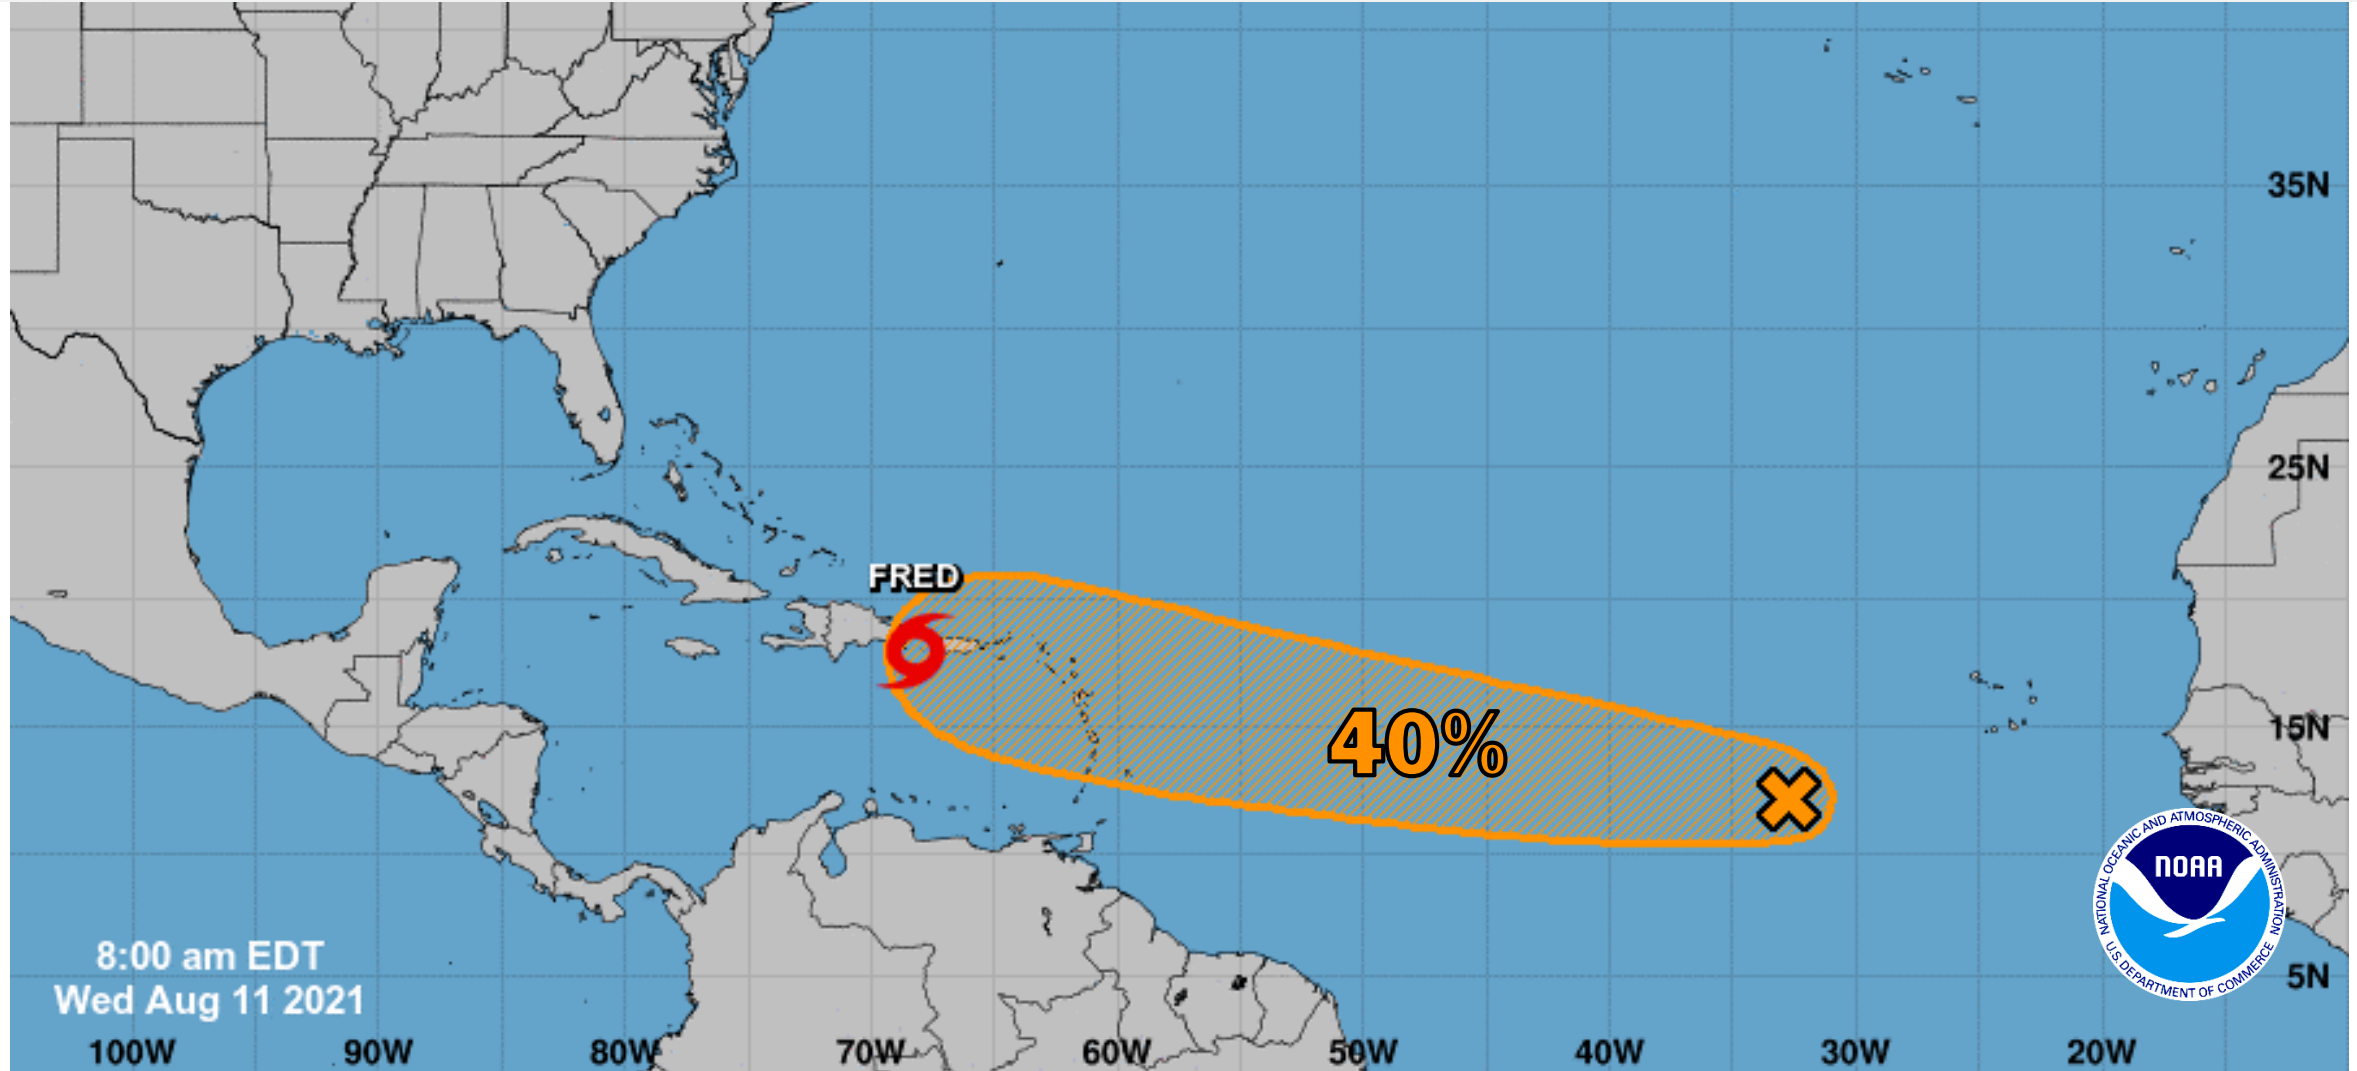 35N
25N
FRED
40%
15N
NATIONAL OCEANIC AND ATMOSPHERIC ADMINISTRATION
NOAA
U.S. DEPARTMENT OF COMMERCE
8:00 am EDT
Wed Aug 11 2021
5N
100W 90W 80W 70W 60W 50W 40W 30W 20W